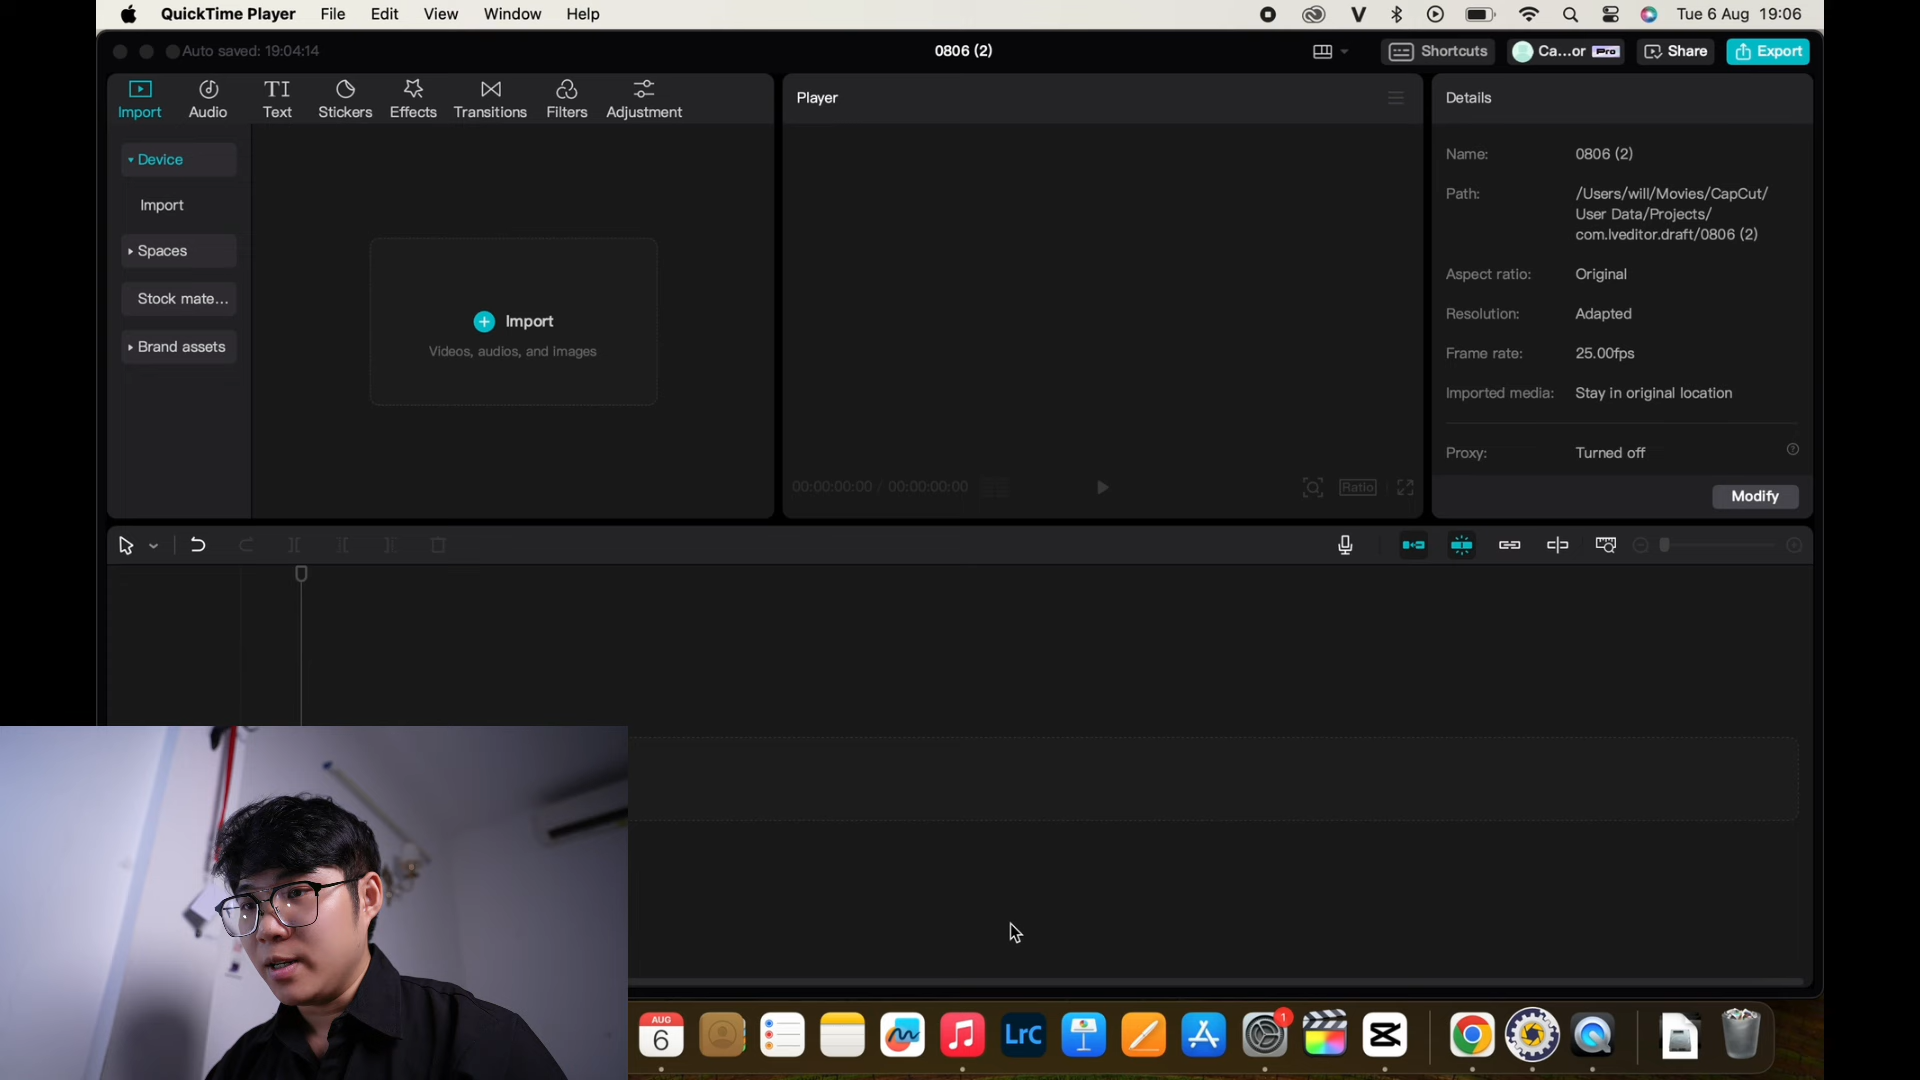 QuickTime Player File Edit View Window Help Tue 6 Aug 19:06
Auto saved: 19:04:14 0806 (2) Shortcuts Ca...or Pro Share Export
Import Audio Text Stickers Effects Transitions Filters Adjustment
Device
Import
Spaces
Stock mate...
Brand assets
Import
Videos, audios, and images
Player
00:00:00:00 / 00:00:00:00 Ratio
Details
Name: 0806 (2)
Path: /Users/will/Movies/CapCut/
User Data/Projects/
com.lveditor.draft/0806 (2)
Aspect ratio: Original
Resolution: Adapted
Frame rate: 25.00fps
Imported media: Stay in original location
Proxy: Turned off
Modify
AUG
6
LrC
1